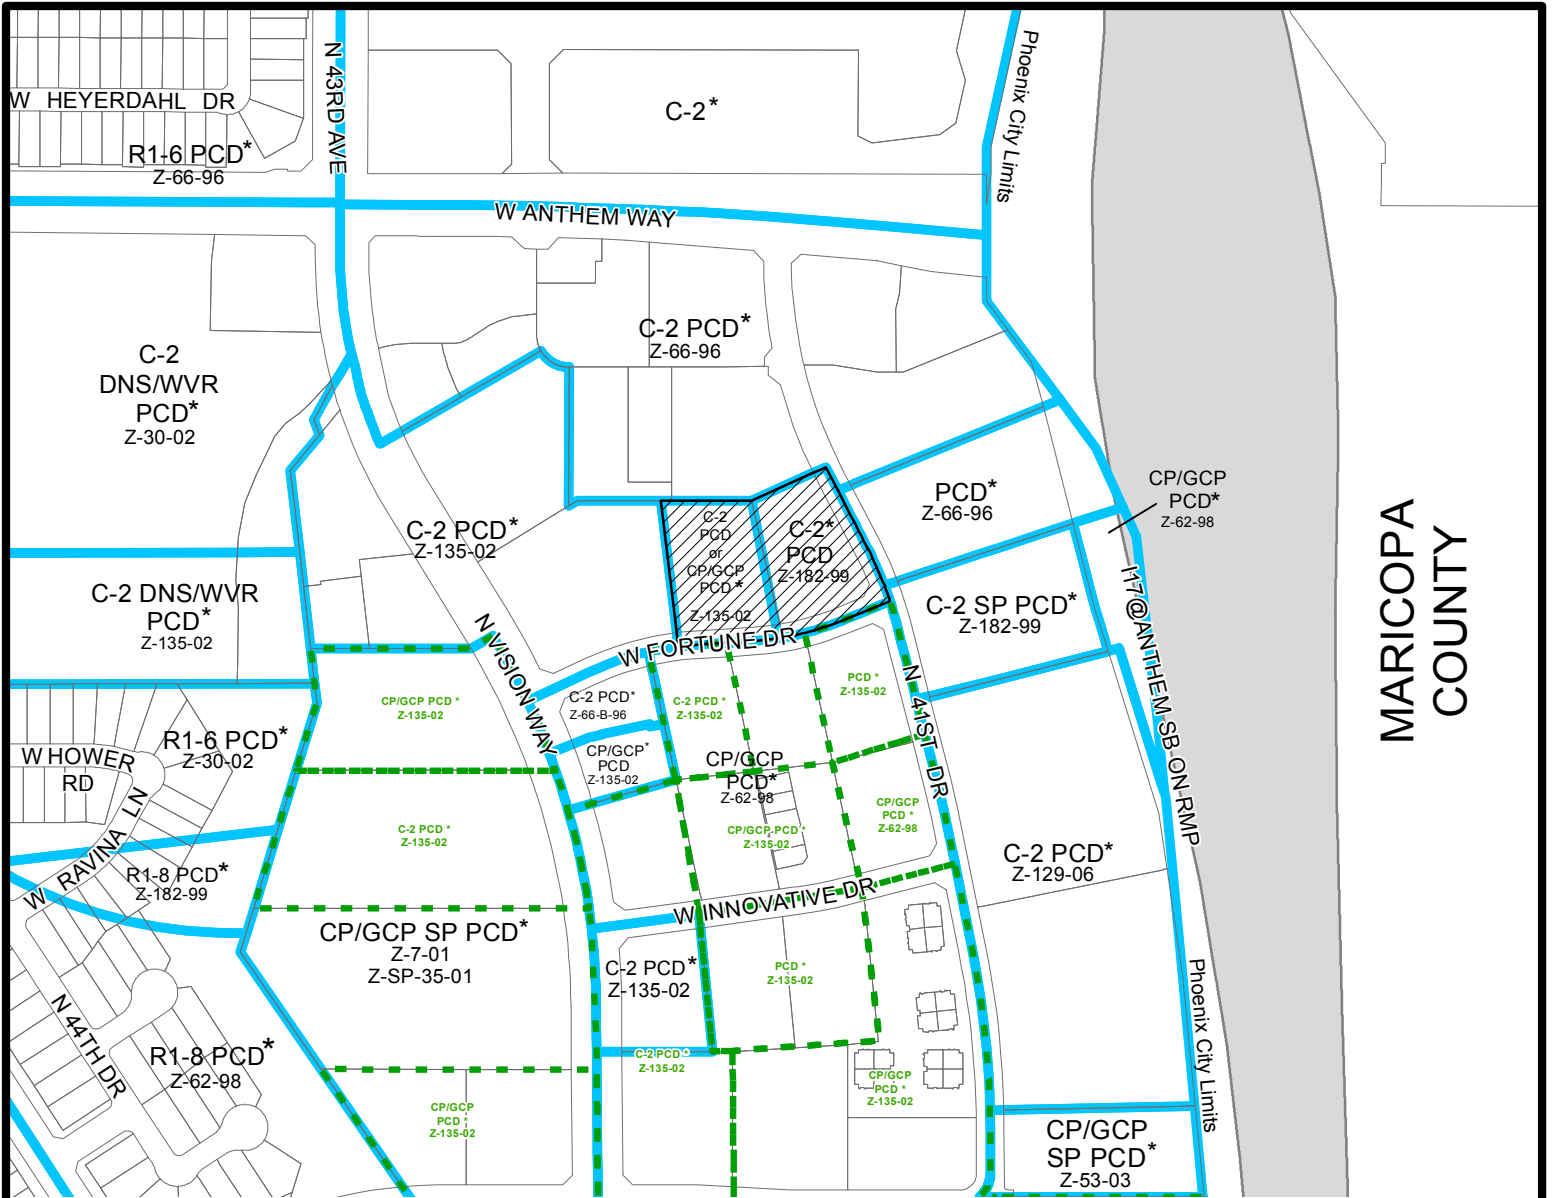 W HEYERDAHL DR
R1-6 PCD*
Z-66-96
N 43RD AVE
C-2*
Phoenix City Limits
W ANTHEM WAY
C-2
DNS/WVR
PCD*
Z-30-02
C-2 PCD*
Z-66-96
C-2 PCD*
Z-135-02
C-2
PCD
or
CP/GCP
PCD*
Z-135-02
C-2*
PCD
Z-182-99
PCD*
Z-66-96
CP/GCP
PCD*
Z-62-98
MARICOPA
COUNTY
C-2 DNS/WVR
PCD*
Z-135-02
C-2 SP PCD*
Z-182-99
I17@ANTHEM SB ON RMP
N VISION WAY
W FORTUNE DR
N 41ST DR
CP/GCP PCD *
Z-135-02
C-2 PCD*
Z-66-B-96
C-2 PCD *
Z-135-02
PCD *
Z-135-02
R1-6 PCD*
Z-30-02
W HOWER
RD
CP/GCP*
PCD
Z-135-02
CP/GCP
PCD*
Z-62-98
W RAVINA LN
C-2 PCD *
Z-135-02
CP/GCP PCD *
Z-135-02
CP/GCP
PCD *
Z-62-98
C-2 PCD*
Z-129-06
R1-8 PCD*
Z-182-99
W INNOVATIVE DR
CP/GCP SP PCD*
Z-7-01
Z-SP-35-01
C-2 PCD*
Z-135-02
PCD *
Z-135-02
N 44TH DR
R1-8 PCD*
Z-62-98
C-2 PCD *
Z-135-02
CP/GCP
PCD *
Z-135-02
Phoenix City Limits
CP/GCP
PCD *
Z-135-02
CP/GCP
SP PCD*
Z-53-03